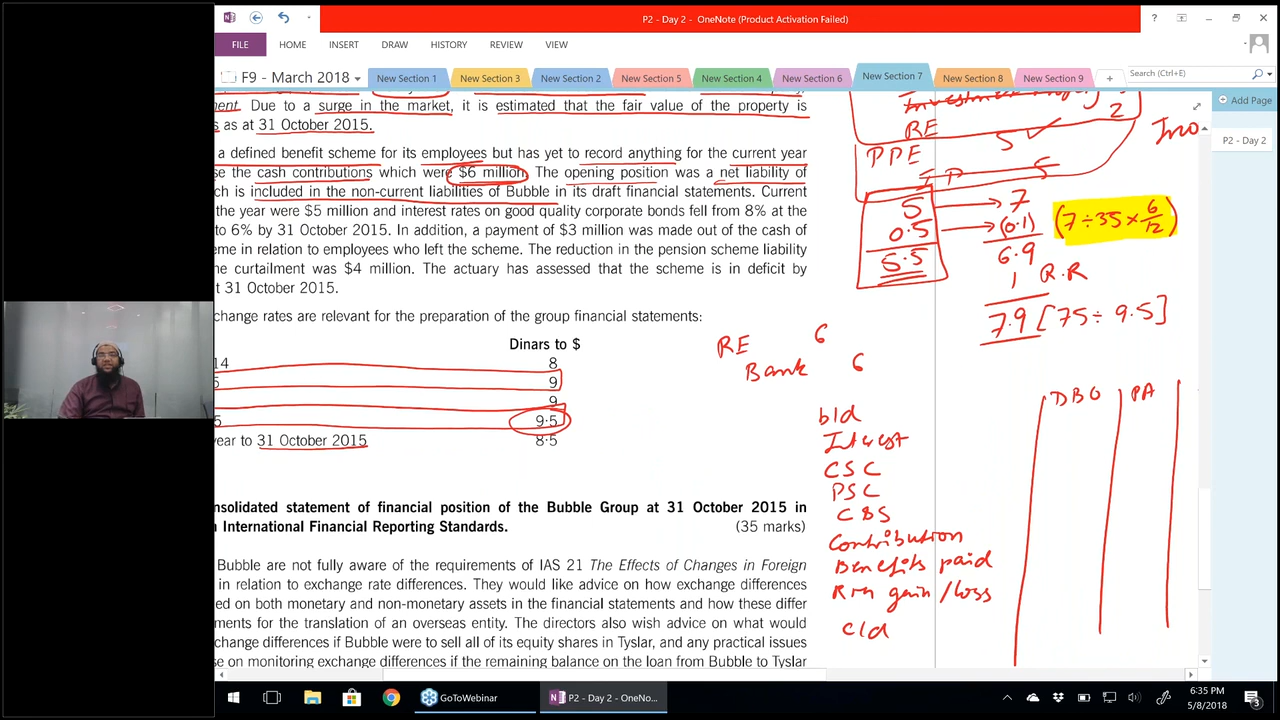 P2 - Day 2 - OneNote (Product Activation Failed)
FILE HOME INSERT DRAW HISTORY REVIEW VIEW
F9 - March 2018 New Section 1 New Section 3 New Section 2 New Section 5 New Section 4 New Section 6 New Section 7 New Section 8 New Section 9 Search (Ctrl+E)
Add Page
P2 - Day 2
ment. Due to a surge in the market, it is estimated that the fair value of the property is
s as at 31 October 2015.
a defined benefit scheme for its employees but has yet to record anything for the current year
se the cash contributions which were $6 million. The opening position was a net liability of
ch is included in the non-current liabilities of Bubble in its draft financial statements. Current
the year were $5 million and interest rates on good quality corporate bonds fell from 8% at the
to 6% by 31 October 2015. In addition, a payment of $3 million was made out of the cash of
eme in relation to employees who left the scheme. The reduction in the pension scheme liability
he curtailment was $4 million. The actuary has assessed that the scheme is in deficit by
t 31 October 2015.
change rates are relevant for the preparation of the group financial statements:
Dinars to $
14 8
5 9
9
5 9·5
year to 31 October 2015 8·5
nsolidated statement of financial position of the Bubble Group at 31 October 2015 in
n International Financial Reporting Standards. (35 marks)
Bubble are not fully aware of the requirements of IAS 21 The Effects of Changes in Foreign
in relation to exchange rate differences. They would like advice on how exchange differences
ed on both monetary and non-monetary assets in the financial statements and how these differ
ments for the translation of an overseas entity. The directors also wish advice on what would
change differences if Bubble were to sell all of its equity shares in Tyslar, and any practical issues
se on monitoring exchange differences if the remaining balance on the loan from Bubble to Tyslar
Investment Property
2
RE
5
Inco
PPE
IP 5
5 7
0.5 (0.1) (7÷35×6/12)
5.5 6.9
1 R.R
7.9 [75÷9.5]
RE 6
Bank 6
DBO PA
b/d
Interest
CSC
PSC
CBS
Contribution
Benefits paid
Rm gain/loss
c/d
GoToWebinar P2 - Day 2 - OneNo...
6:35 PM
5/8/2018
3